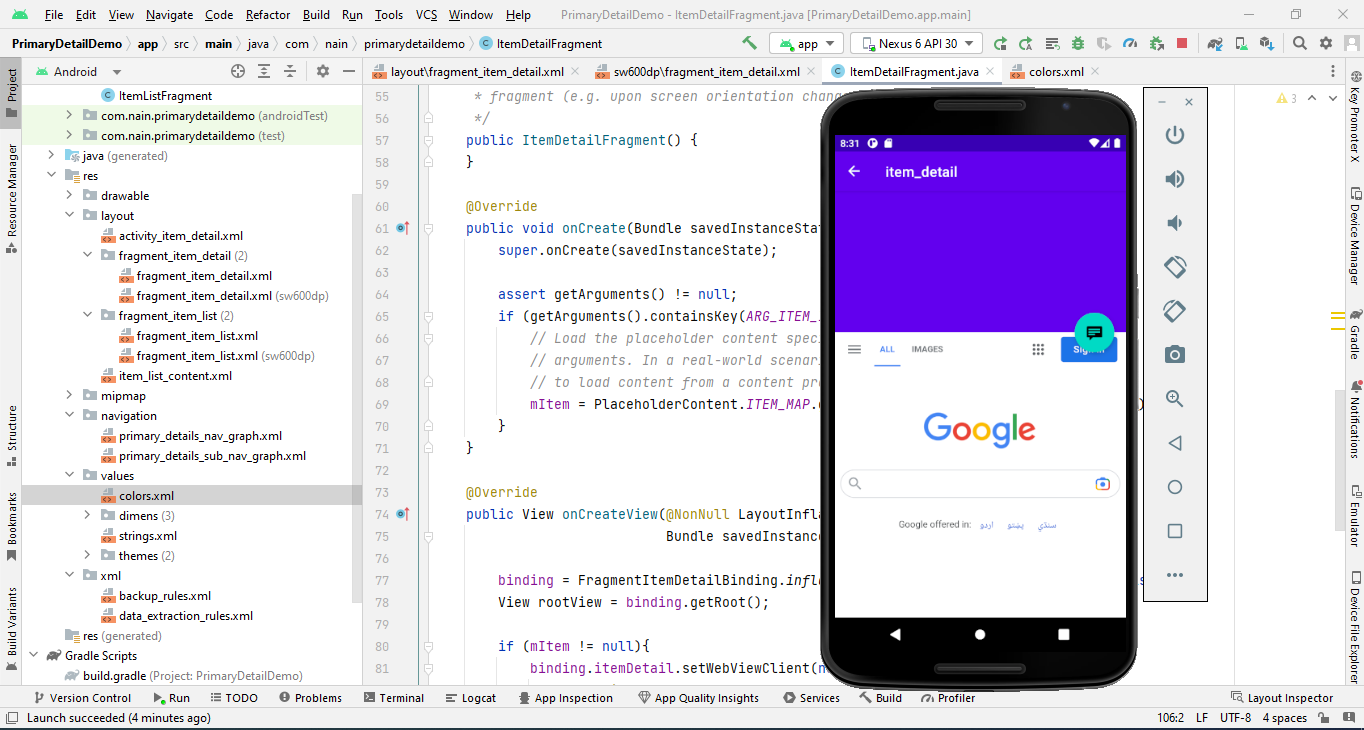 File Edit View Navigate Code Refactor Build Run Tools VCS Window Help PrimaryDetailDemo - ItemDetailFragment.java [PrimaryDetailDemo.app.main]
PrimaryDetailDemo app src main java com nain primarydetaildemo ItemDetailFragment app Nexus 6 API 30
Android layout\fragment_item_detail.xml sw600dp\fragment_item_detail.xml ItemDetailFragment.java colors.xml
Project
Resource Manager
Structure
Bookmarks
Build Variants
ItemListFragment
com.nain.primarydetaildemo (androidTest)
com.nain.primarydetaildemo (test)
java (generated)
res
drawable
layout
activity_item_detail.xml
fragment_item_detail (2)
fragment_item_detail.xml
fragment_item_detail.xml (sw600dp)
fragment_item_list (2)
fragment_item_list.xml
fragment_item_list.xml (sw600dp)
item_list_content.xml
mipmap
navigation
primary_details_nav_graph.xml
primary_details_sub_nav_graph.xml
values
colors.xml
dimens (3)
strings.xml
themes (2)
xml
backup_rules.xml
data_extraction_rules.xml
res (generated)
Gradle Scripts
build.gradle (Project: PrimaryDetailDemo)
55 * fragment (e.g. upon screen orientation chan
56 */
57 public ItemDetailFragment() {
58 }
59
60 @Override
61 public void onCreate(Bundle savedInstanceSta
62 super.onCreate(savedInstanceState);
63
64 assert getArguments() != null;
65 if (getArguments().containsKey(ARG_ITEM_
66 // Load the placeholder content spec
67 // arguments. In a real-world scenari
68 // to load content from a content pr
69 mItem = PlaceholderContent.ITEM_MAP. )
70 }
71 }
72
73 @Override
74 public View onCreateView(@NonNull LayoutInfl
75 Bundle savedInstanc
76
77 binding = FragmentItemDetailBinding.infl s
78 View rootView = binding.getRoot();
79
80 if (mItem != null){
81 binding.itemDetail.setWebViewClient(n
3
8:31
item_detail
ALL IMAGES
Google
Google offered in: اردو پښتو سنڌي
Key Promoter X
Device Manager
Gradle
Notifications
Emulator
Device File Explorer
Version Control Run TODO Problems Terminal Logcat App Inspection App Quality Insights Services Build Profiler Layout Inspector
Launch succeeded (4 minutes ago) 106:2 LF UTF-8 4 spaces